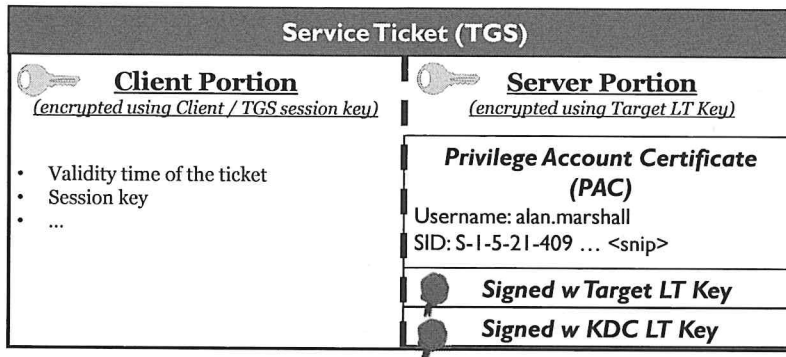 Service Ticket (TGS)
Client Portion
(encrypted using Client / TGS session key)
• Validity time of the ticket
• Session key
• ...
Server Portion
(encrypted using Target LT Key)
Privilege Account Certificate
(PAC)
Username: alan.marshall
SID: S-1-5-21-409 ... <snip>
Signed w Target LT Key
Signed w KDC LT Key